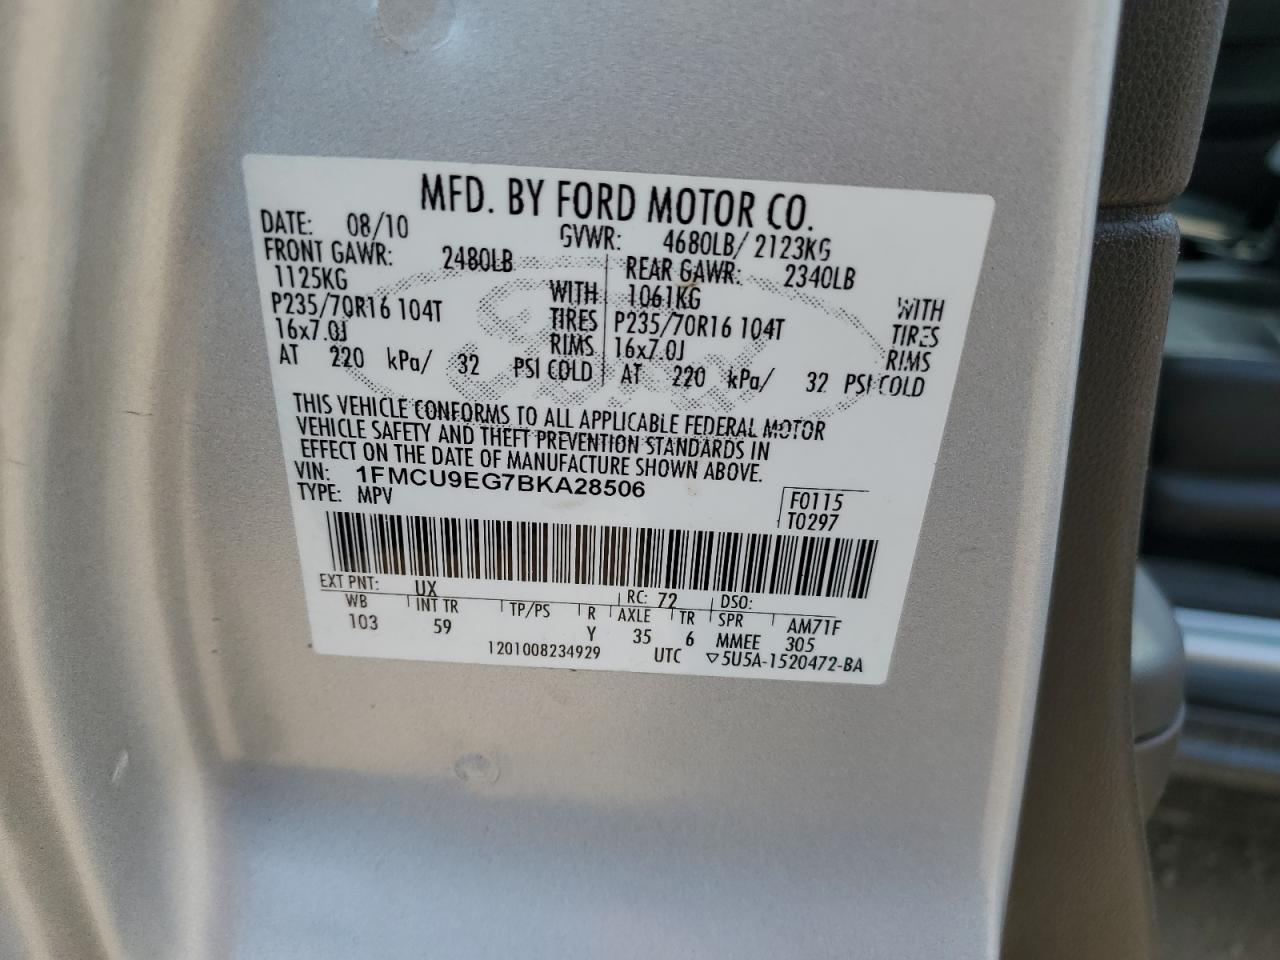 MFD. BY FORD MOTOR CO.
DATE: 08/10 GVWR: 4680LB/ 2123KG
FRONT GAWR: 2480LB REAR GAWR: 2340LB
1125KG WITH 1061KG WITH
P235/70R16 104T TIRES P235/70R16 104T TIRES
16x7.0J RIMS 16x7.0J RIMS
AT 220 kPa/ 32 PSI COLD AT 220 kPa/ 32 PSI COLD
THIS VEHICLE CONFORMS TO ALL APPLICABLE FEDERAL MOTOR
VEHICLE SAFETY AND THEFT PREVENTION STANDARDS IN
EFFECT ON THE DATE OF MANUFACTURE SHOWN ABOVE.
VIN: 1FMCU9EG7BKA28506
TYPE: MPV
F0115
T0297
EXT PNT: UX RC: 72 DSO:
WB INT TR TP/PS R AXLE TR SPR AM71F
103 59 Y 35 6 MMEE 305
1201008234929 UTC ▽5U5A-1520472-BA